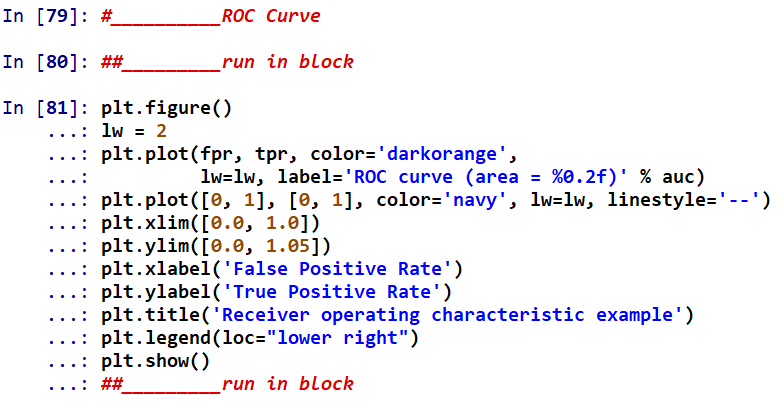 In [79]: #__________ROC Curve
In [80]: ##_________run in block
In [81]: plt.figure()
...: lw = 2
...: plt.plot(fpr, tpr, color='darkorange',
...:          lw=lw, label='ROC curve (area = %0.2f)' % auc)
...: plt.plot([0, 1], [0, 1], color='navy', lw=lw, linestyle='--')
...: plt.xlim([0.0, 1.0])
...: plt.ylim([0.0, 1.05])
...: plt.xlabel('False Positive Rate')
...: plt.ylabel('True Positive Rate')
...: plt.title('Receiver operating characteristic example')
...: plt.legend(loc="lower right")
...: plt.show()
...: ##_________run in block